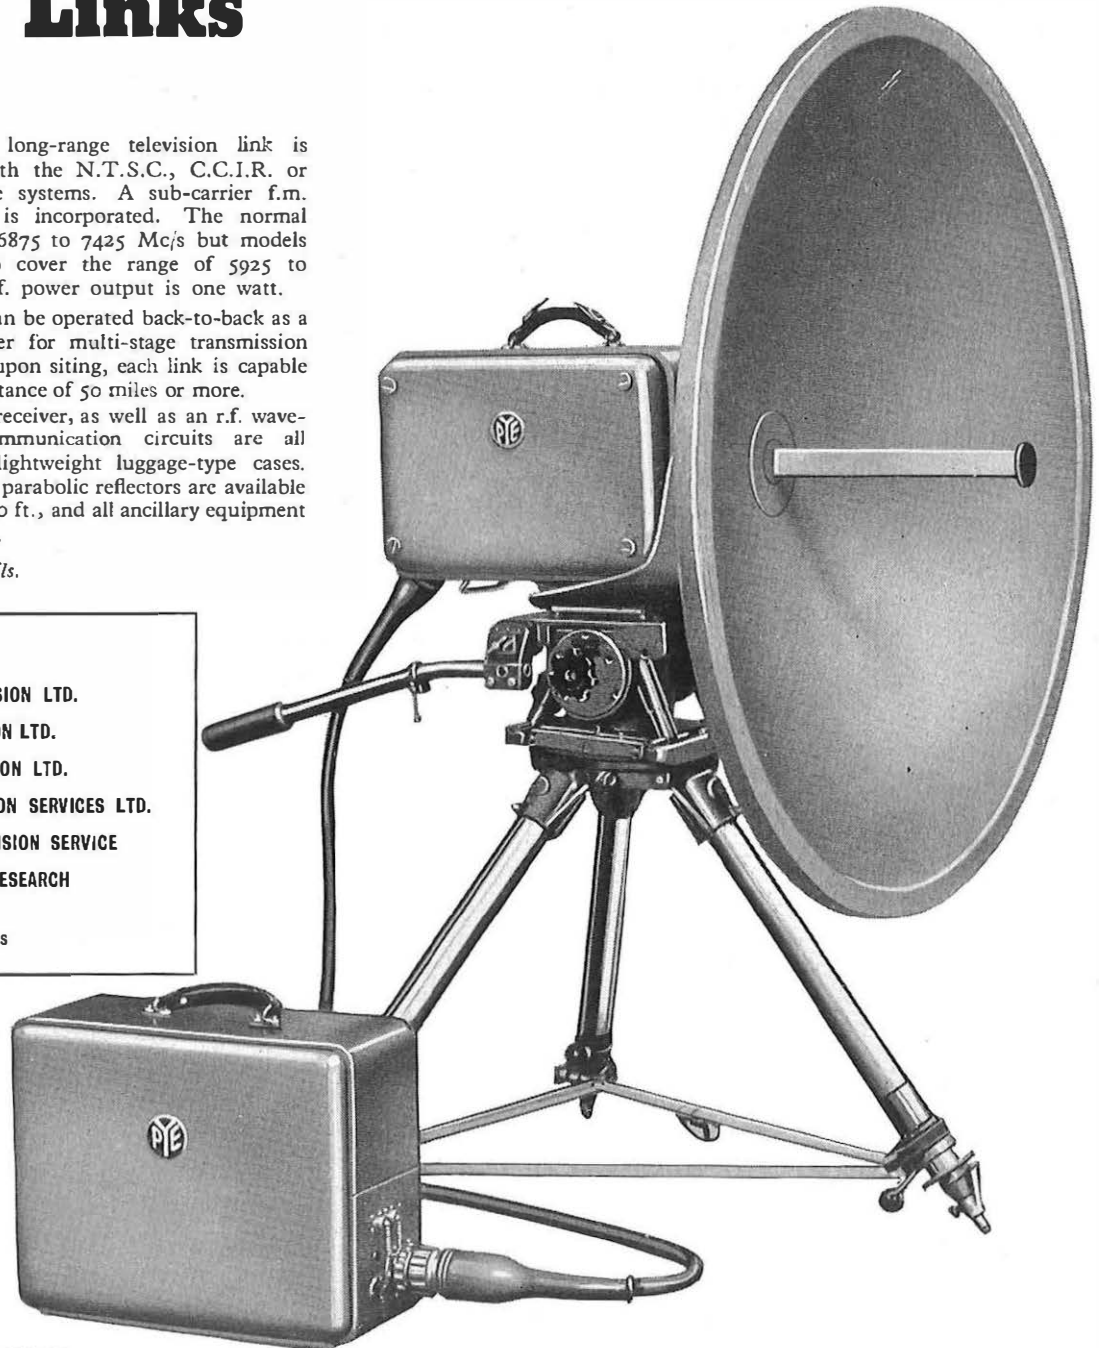 Links
long-range television link is
th the N.T.S.C., C.C.I.R. or
e systems. A sub-carrier f.m.
is incorporated. The normal
6875 to 7425 Mc/s but models
o cover the range of 5925 to
f. power output is one watt.
an be operated back-to-back as a
er for multi-stage transmission
upon siting, each link is capable
tance of 50 miles or more.
receiver, as well as an r.f. wave-
mmunication circuits are all
lightweight luggage-type cases.
parabolic reflectors are available
o ft., and all ancillary equipment
ls.
SION LTD.
N LTD.
ON LTD.
ON SERVICES LTD.
ISION SERVICE
ESEARCH
s
PYE
PYE